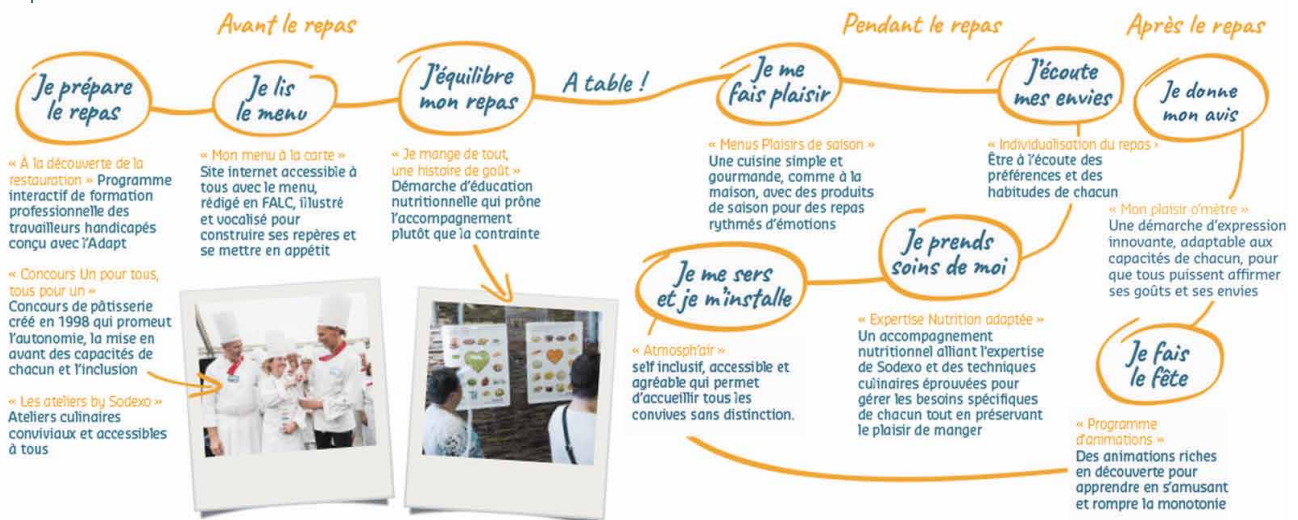 Avant le repas
Je prépare
le repas
« À la découverte de la
restauration » Programme
interactif de formation
professionnelle des
travailleurs handicapés
conçu avec l'Adapt
« Concours Un pour tous,
tous pour un »
Concours de pâtisserie
créé en 1998 qui promeut
l'autonomie, la mise en
avant des capacités de
chacun et l'inclusion
« Les ateliers by Sodexo »
Ateliers culinaires
conviviaux et accessibles
à tous
Je lis
le menu
« Mon menu à la carte »
Site internet accessible à
tous avec le menu,
rédigé en FALC, illustré
et vocalisé pour
construire ses repères et
se mettre en appétit
J'équilibre
mon repas
« Je mange de tout,
une histoire de goût »
Démarche d'éducation
nutritionnelle qui prône
l'accompagnement
plutôt que la contrainte
A table !
Pendant le repas
Je me
fais plaisir
« Menus Plaisirs de saison »
Une cuisine simple et
gourmande, comme à la
maison, avec des produits
de saison pour des repas
rythmés d'émotions
J'écoute
mes envies
« Individualisation du repas »
Être à l'écoute des
préférences et des
habitudes de chacun
Je prends
soins de moi
« Expertise Nutrition adaptée »
Un accompagnement
nutritionnel alliant l'expertise
de Sodexo et des techniques
culinaires éprouvées pour
gérer les besoins spécifiques
de chacun tout en préservant
le plaisir de manger
Je me sers
et je m'installe
« Atmosph'air »
self inclusif, accessible et
agréable qui permet
d'accueillir tous les
convives sans distinction.
Après le repas
Je donne
mon avis
« Mon plaisir o'mètre »
Une démarche d'expression
innovante, adaptable aux
capacités de chacun, pour
que tous puissent affirmer
ses goûts et ses envies
Je fais
le fête
« Programme
d'animations »
Des animations riches
en découverte pour
apprendre en s'amusant
et rompre la monotonie